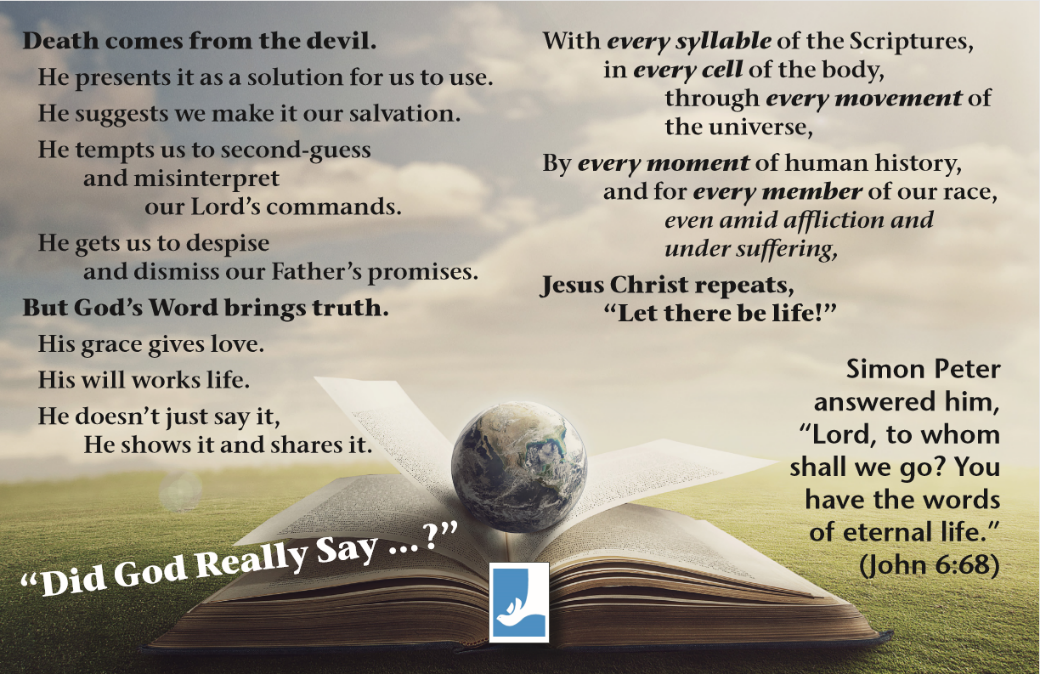 Death comes from the devil.
He presents it as a solution for us to use.
He suggests we make it our salvation.
He tempts us to second-guess
and misinterpret
our Lord’s commands.
He gets us to despise
and dismiss our Father’s promises.
But God’s Word brings truth.
His grace gives love.
His will works life.
He doesn’t just say it,
He shows it and shares it.
“Did God Really Say ...?”
With every syllable of the Scriptures,
in every cell of the body,
through every movement of
the universe,
By every moment of human history,
and for every member of our race,
even amid affliction and
under suffering,
Jesus Christ repeats,
“Let there be life!”
Simon Peter
answered him,
“Lord, to whom
shall we go? You
have the words
of eternal life.”
(John 6:68)